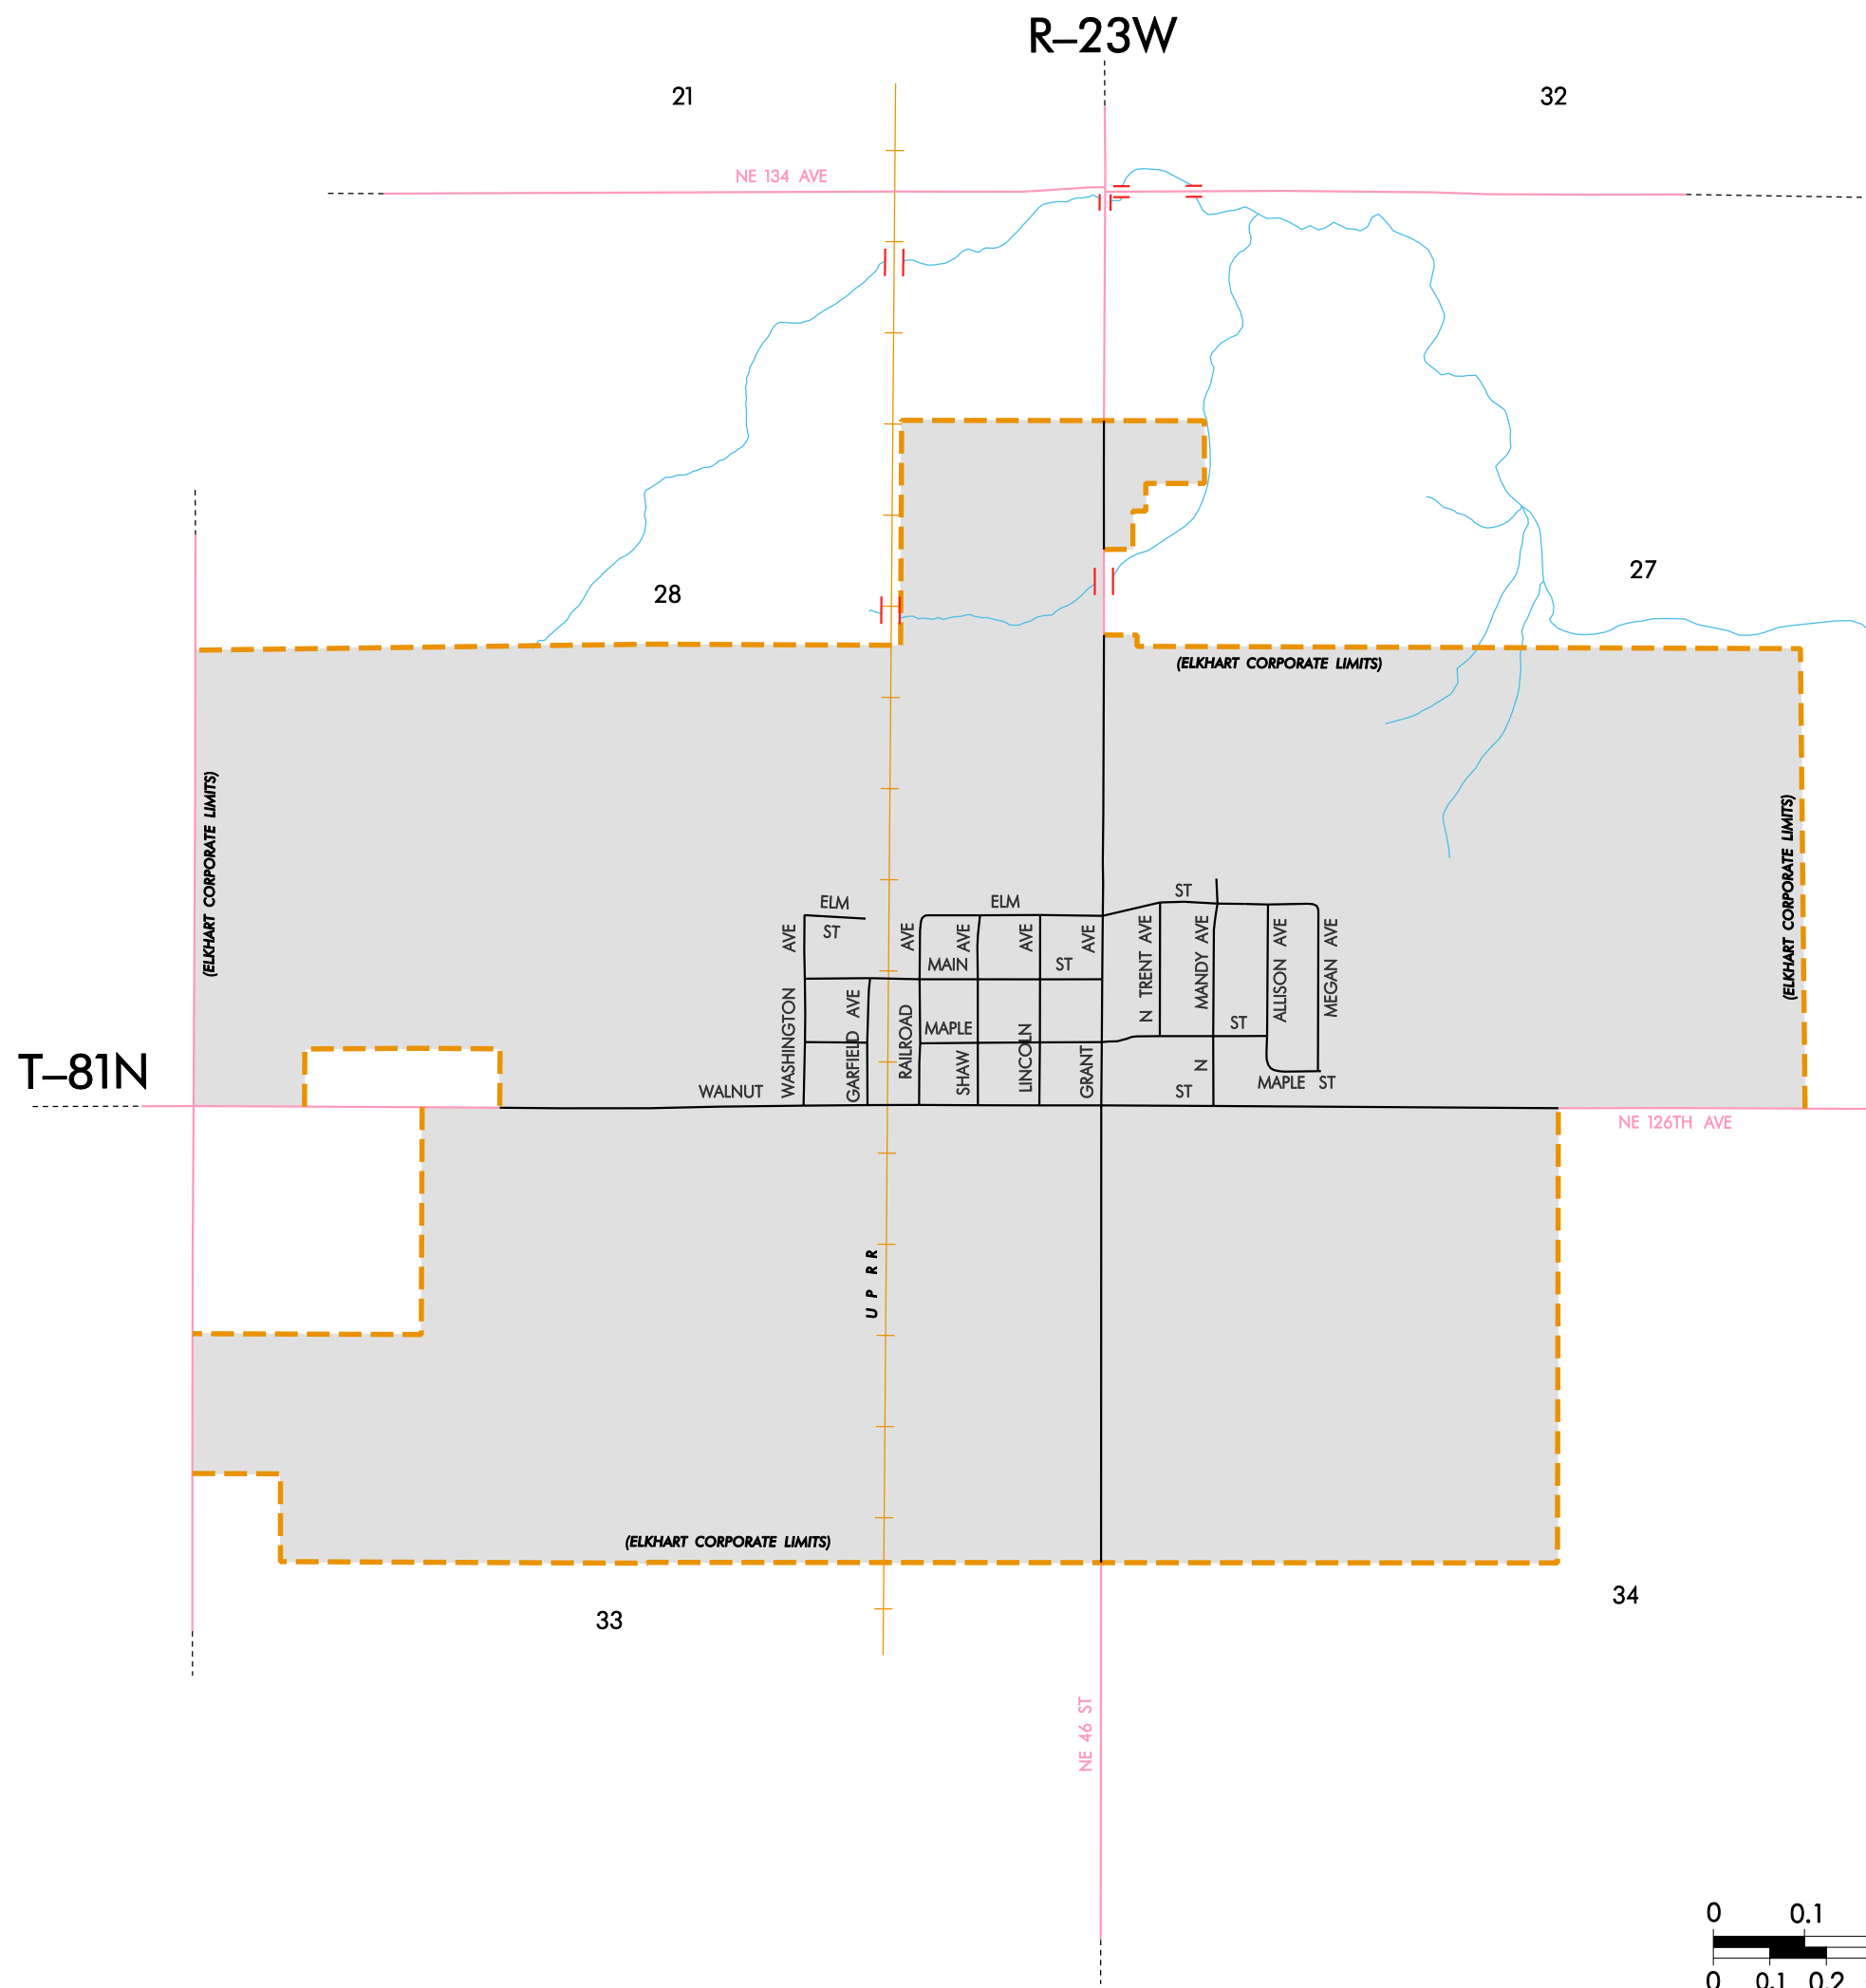 R–23W
21
32
NE 134 AVE
28
27
(ELKHART CORPORATE LIMITS)
(ELKHART CORPORATE LIMITS)
(ELKHART CORPORATE LIMITS)
ELM
ST
ELM
ST
MAIN
ST
MAPLE
ST
WASHINGTON AVE
GARFIELD AVE
RAILROAD AVE
SHAW AVE
LINCOLN AVE
GRANT AVE
N TRENT AVE
N MANDY AVE
ALLISON AVE
MEGAN AVE
MAPLE ST
T–81N
WALNUT
ST
NE 126TH AVE
U P R R
(ELKHART CORPORATE LIMITS)
33
34
NE 46 ST
0 0.1
0 0.1 0.2